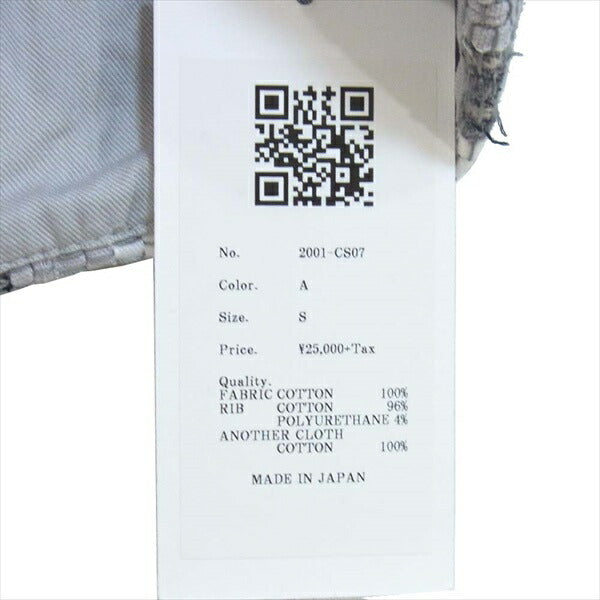 No. 2001-CS07
Color. A
Size. S
Price. ¥25,000+Tax
Quality.
FABRIC COTTON 100%
RIB COTTON 96%
POLYURETHANE 4%
ANOTHER CLOTH
COTTON 100%
MADE IN JAPAN